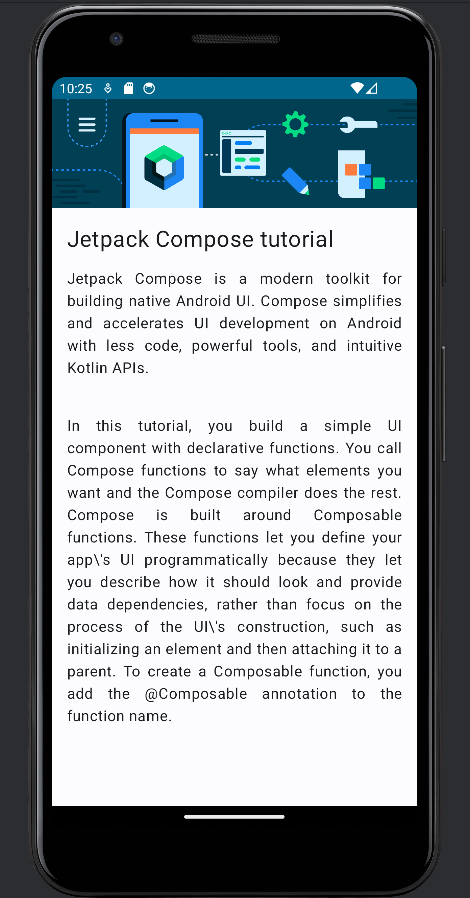 10:25
Jetpack Compose tutorial
Jetpack Compose is a modern toolkit for
building native Android UI. Compose simplifies
and accelerates UI development on Android
with less code, powerful tools, and intuitive
Kotlin APIs.
In this tutorial, you build a simple UI
component with declarative functions. You call
Compose functions to say what elements you
want and the Compose compiler does the rest.
Compose is built around Composable
functions. These functions let you define your
app\'s UI programmatically because they let
you describe how it should look and provide
data dependencies, rather than focus on the
process of the UI\'s construction, such as
initializing an element and then attaching it to a
parent. To create a Composable function, you
add the @Composable annotation to the
function name.